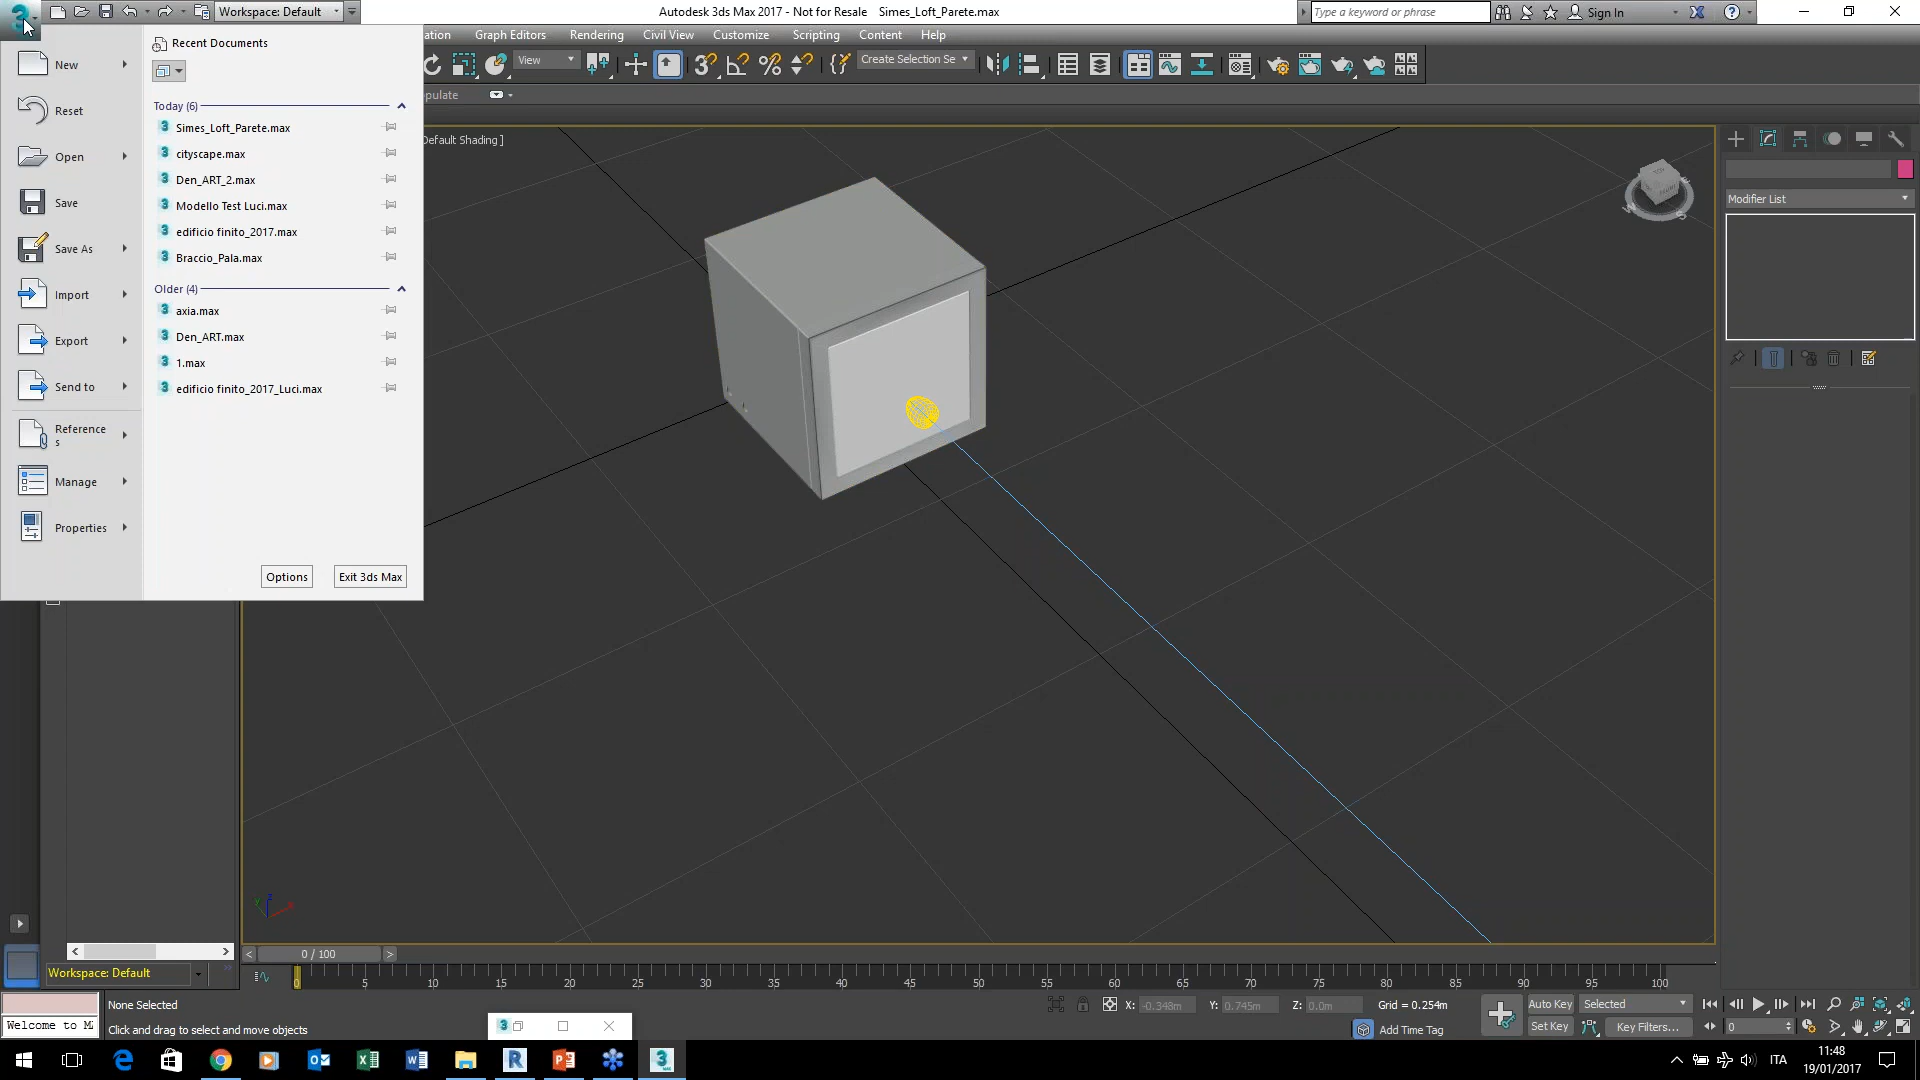 Workspace: Default
Autodesk 3ds Max 2017 - Not for Resale    Simes_Loft_Parete.max
Type a keyword or phrase
Sign In
ation
Graph Editors
Rendering
Civil View
Customize
Scripting
Content
Help
View
Create Selection Se
pulate
Default Shading ]
New
Reset
Open
Save
Save As
Import
Export
Send to
Reference
s
Manage
Properties
Recent Documents
Today (6)
Simes_Loft_Parete.max
cityscape.max
Den_ART_2.max
Modello Test Luci.max
edificio finito_2017.max
Braccio_Pala.max
Older (4)
axia.max
Den_ART.max
1.max
edificio finito_2017_Luci.max
Options
Exit 3ds Max
Modifier List
0 / 100
Workspace: Default
0 5 10 15 20 25 30 35 40 45 50 55 60 65 70 75 80 85 90 95 100
None Selected
X: -0.348m Y: 0.745m Z: 0.0m Grid = 0.254m
Auto Key
Selected
Welcome to M
Click and drag to select and move objects
Add Time Tag
Set Key
Key Filters...
0
ITA
11:48
19/01/2017